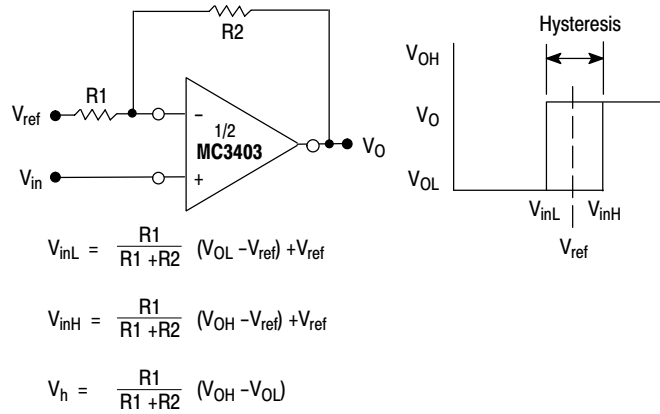 R2
Hysteresis
R1
V_ref
−
1/2
MC3403
V_O
V_in
+
V_OH
V_O
V_OL
V_inL
V_inH
V_ref
V_inL = R1 / R1 +R2 (V_OL −V_ref) +V_ref
V_inH = R1 / R1 +R2 (V_OH −V_ref) +V_ref
V_h = R1 / R1 +R2 (V_OH −V_OL)